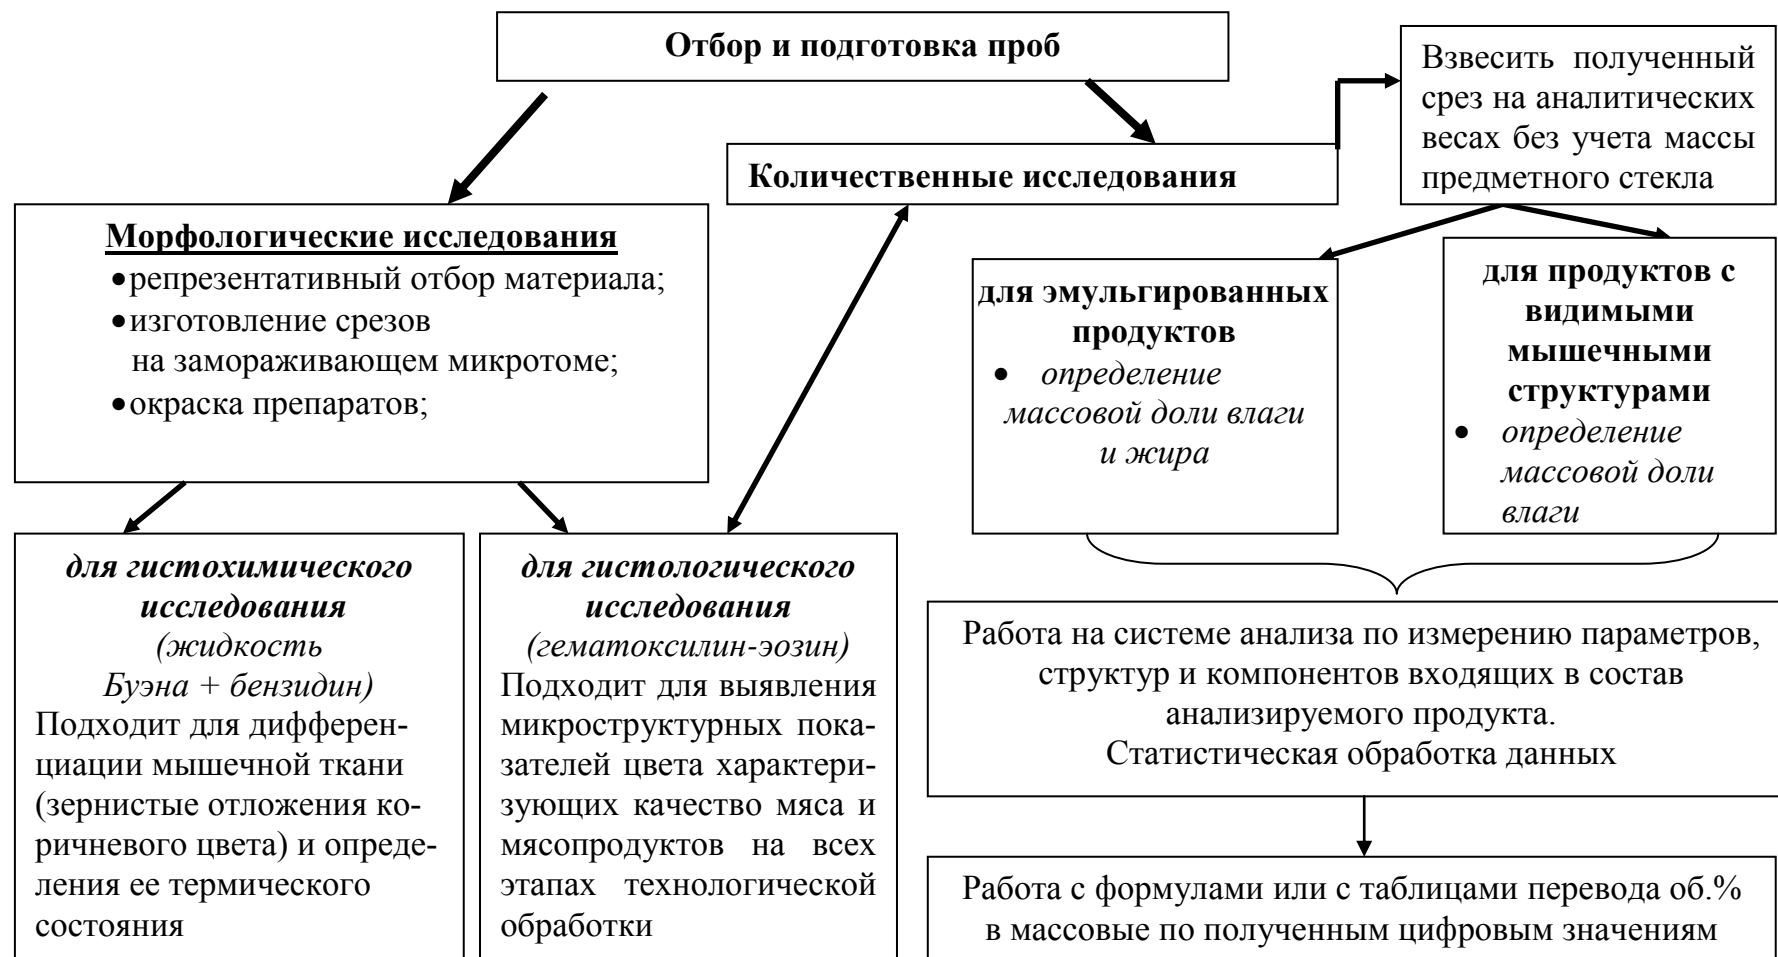 Отбор и подготовка проб
Взвесить полученный
срез на аналитических
весах без учета массы
предметного стекла
Количественные исследования
Морфологические исследования
•репрезентативный отбор материала;
•изготовление срезов
на замораживающем микротоме;
•окраска препаратов;
для эмульгированных
продуктов
• определение
массовой доли влаги
и жира
для продуктов с
видимыми
мышечными
структурами
• определение
массовой доли
влаги
для гистохимического
исследования
(жидкость
Буэна + бензидин)
Подходит для дифферен-
циации мышечной ткани
(зернистые отложения ко-
ричневого цвета) и опреде-
ления ее термического
состояния
для гистологического
исследования
(гематоксилин-эозин)
Подходит для выявления
микроструктурных пока-
зателей цвета характери-
зующих качество мяса и
мясопродуктов на всех
этапах технологической
обработки
Работа на системе анализа по измерению параметров,
структур и компонентов входящих в состав
анализируемого продукта.
Статистическая обработка данных
Работа с формулами или с таблицами перевода об.%
в массовые по полученным цифровым значениям